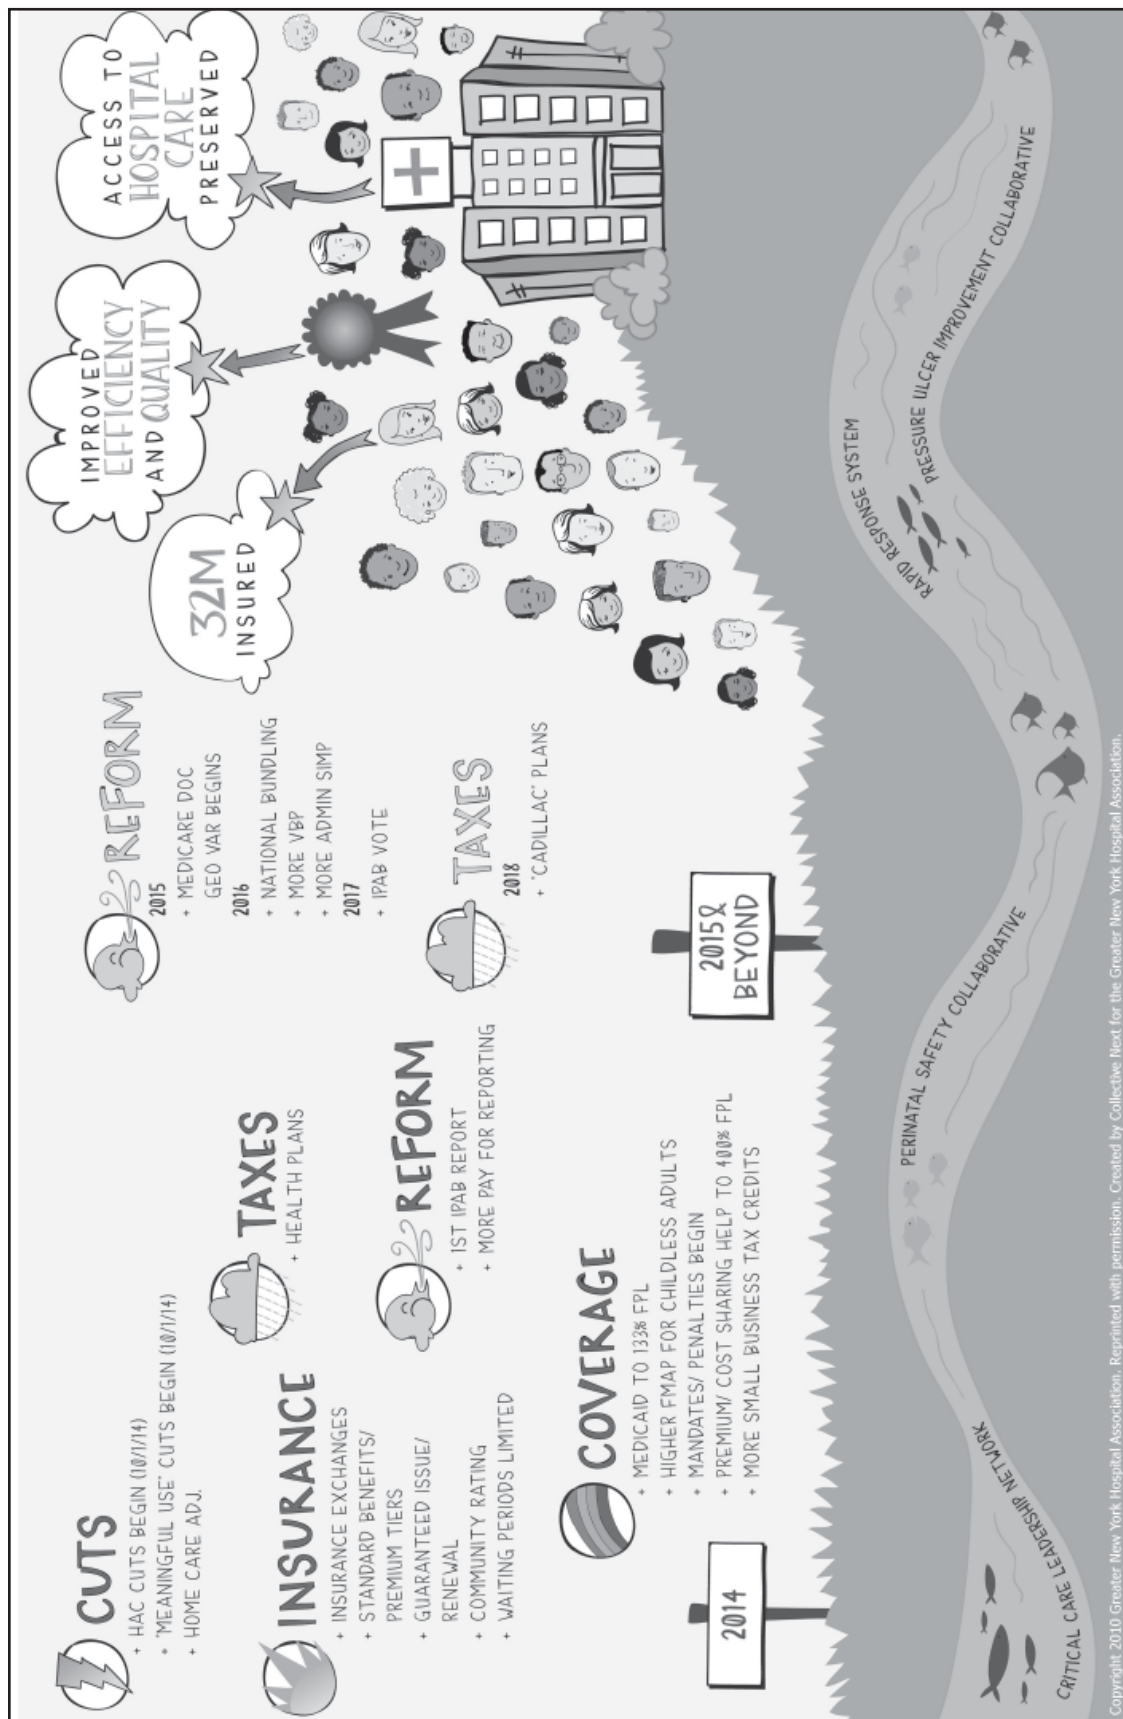 CUTS
+ HAC CUTS BEGIN (10/1/14)
+ "MEANINGFUL USE" CUTS BEGIN (10/1/14)
+ HOME CARE ADJ.
INSURANCE
+ INSURANCE EXCHANGES
+ STANDARD BENEFITS/
PREMIUM TIERS
+ GUARANTEED ISSUE/
RENEWAL
+ COMMUNITY RATING
+ WAITING PERIODS LIMITED
TAXES
+ HEALTH PLANS
REFORM
+ 1ST IPAB REPORT
+ MORE PAY FOR REPORTING
COVERAGE
+ MEDICAID TO 133% FPL
+ HIGHER FMAP FOR CHILDLESS ADULTS
+ MANDATES/ PENALTIES BEGIN
+ PREMIUM/ COST SHARING HELP TO 400% FPL
+ MORE SMALL BUSINESS TAX CREDITS
2014
REFORM
2015
+ MEDICARE DOC
GEO VAR BEGINS
2016
+ NATIONAL BUNDLING
+ MORE VBP
+ MORE ADMIN SIMP
2017
+ IPAB VOTE
TAXES
2018
+ "CADILLAC" PLANS
2015 &
BEYOND
32M
INSURED
IMPROVED
EFFICIENCY
AND QUALITY
ACCESS TO
HOSPITAL
CARE
PRESERVED
CRITICAL CARE LEADERSHIP NETWORK
PERINATAL SAFETY COLLABORATIVE
RAPID RESPONSE SYSTEM
PRESSURE ULCER IMPROVEMENT COLLABORATIVE
Copyright 2010 Greater New York Hospital Association. Reprinted with permission. Created by Collective Next for the Greater New York Hospital Association.